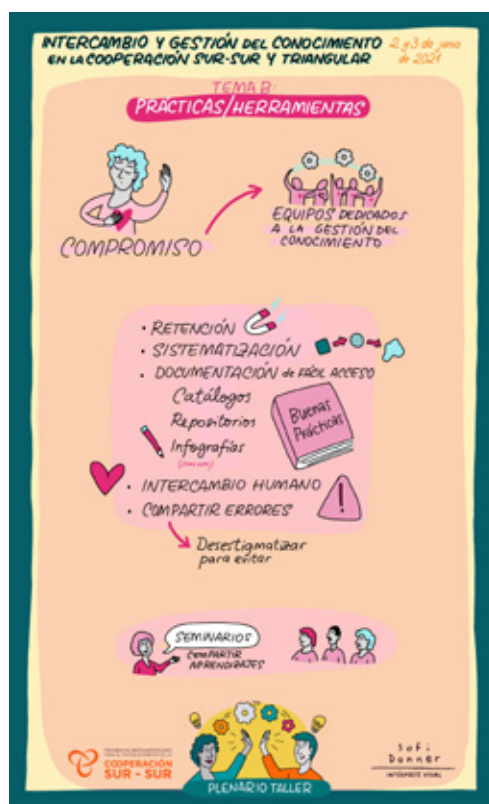 INTERCAMBIO Y GESTIÓN DEL CONOCIMIENTO
EN LA COOPERACIÓN SUR-SUR Y TRIANGULAR
2 y 3 de junio
de 2021
TEMA B:
PRÁCTICAS/HERRAMIENTAS
COMPROMISO
EQUIPOS DEDICADOS
A LA GESTIÓN DEL
CONOCIMIENTO
· RETENCIÓN
· SISTEMATIZACIÓN
· DOCUMENTACIÓN de FÁCIL ACCESO
Catálogos
Repositorios
Infografías
Buenas
Prácticas
· INTERCAMBIO HUMANO
· COMPARTIR ERRORES
!
Desestigmatizar
para evitar
SEMINARIOS
COMPARTIR
APRENDIZAJES
COOPERACIÓN
SUR - SUR
PLENARIO TALLER
Sofi
Donner
INTÉRPRETE VISUAL